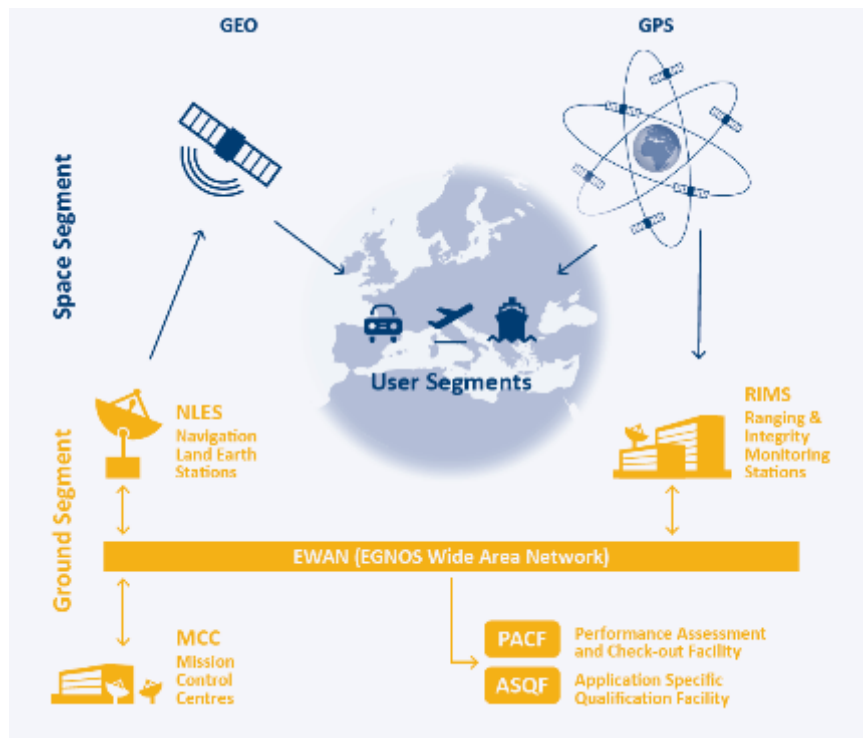 GEO
GPS
Space Segment
User Segments
NLES
Navigation
Land Earth
Stations
RIMS
Ranging &
Integrity
Monitoring
Stations
Ground Segment
EWAN (EGNOS Wide Area Network)
MCC
Mission
Control
Centres
PACF
Performance Assessment
and Check-out Facility
ASQF
Application Specific
Qualification Facility